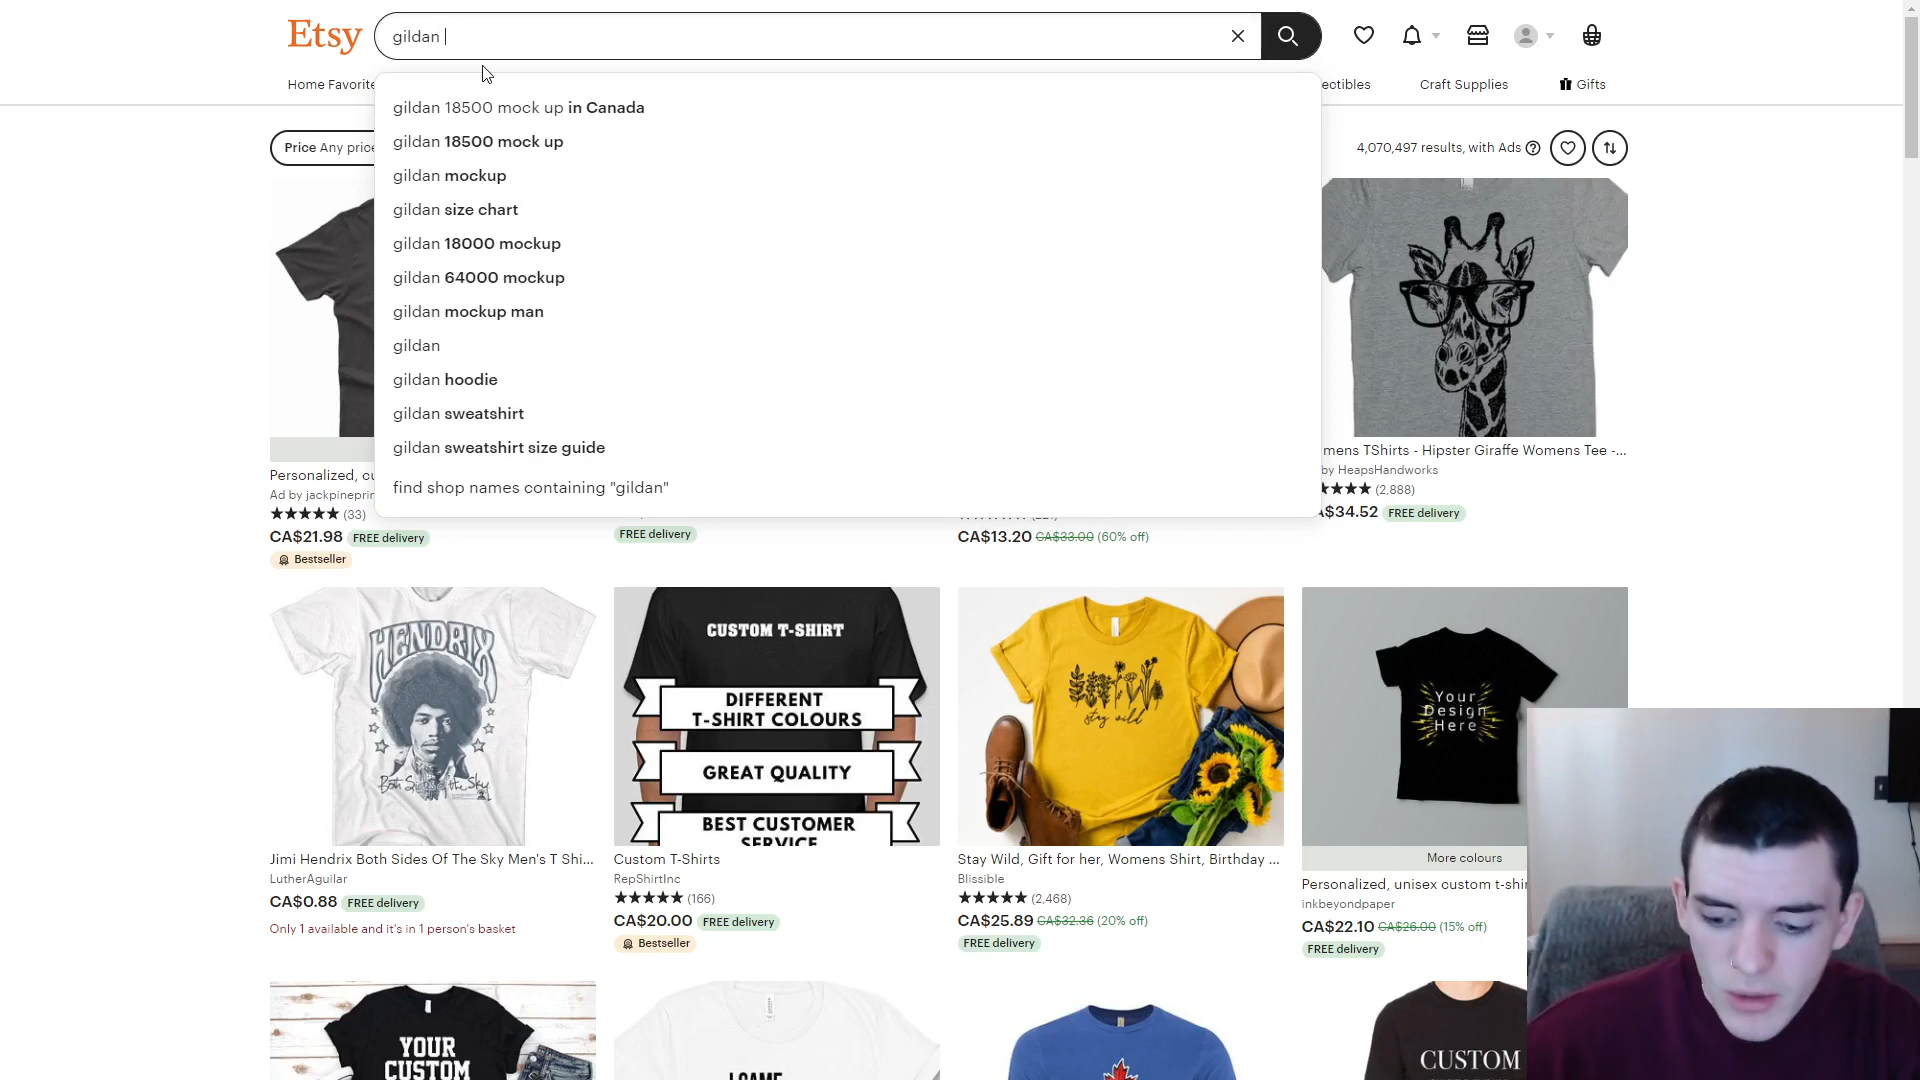 Etsy
gildan
Home Favorite
ectibles
Craft Supplies
Gifts
gildan 18500 mock up in Canada
gildan 18500 mock up
gildan mockup
gildan size chart
gildan 18000 mockup
gildan 64000 mockup
gildan mockup man
gildan
gildan hoodie
gildan sweatshirt
gildan sweatshirt size guide
find shop names containing "gildan"
Price Any price
4,070,497 results, with Ads
Personalized, cu
Ad by jackpineprin
(33)
CA$21.98 FREE delivery
Bestseller
FREE delivery
CA$13.20 CA$33.00 (60% off)
mens TShirts - Hipster Giraffe Womens Tee -...
by HeapsHandworks
(2,888)
A$34.52 FREE delivery
HENDRIX
Both Sides of the Sky
CUSTOM T-SHIRT
DIFFERENT
T-SHIRT COLOURS
GREAT QUALITY
BEST CUSTOMER
SERVICE
stay wild
Your
Design
Here
More colours
Jimi Hendrix Both Sides Of The Sky Men's T Shi...
LutherAguilar
CA$0.88 FREE delivery
Only 1 available and it's in 1 person's basket
Custom T-Shirts
RepShirtInc
(166)
CA$20.00 FREE delivery
Bestseller
Stay Wild, Gift for her, Womens Shirt, Birthday ...
Blissible
(2,468)
CA$25.89 CA$32.36 (20% off)
FREE delivery
Personalized, unisex custom t-shir
inkbeyondpaper
CA$22.10 CA$26.00 (15% off)
FREE delivery
YOUR
CUSTOM
I GAME
CUSTOM